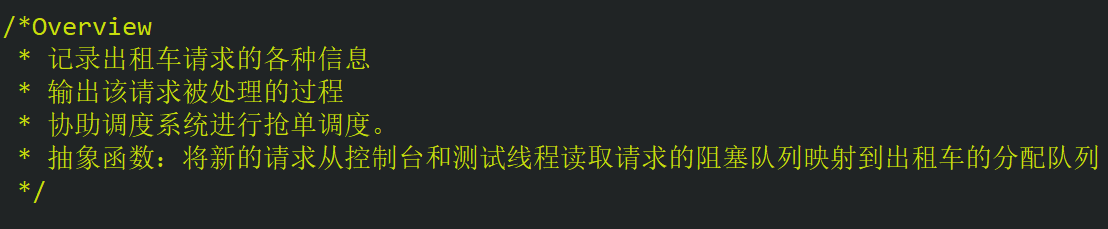 /*Overview
 * 记录出租车请求的各种信息
 * 输出该请求被处理的过程
 * 协助调度系统进行抢单调度。
 * 抽象函数：将新的请求从控制台和测试线程读取请求的阻塞队列映射到出租车的分配队列
 */